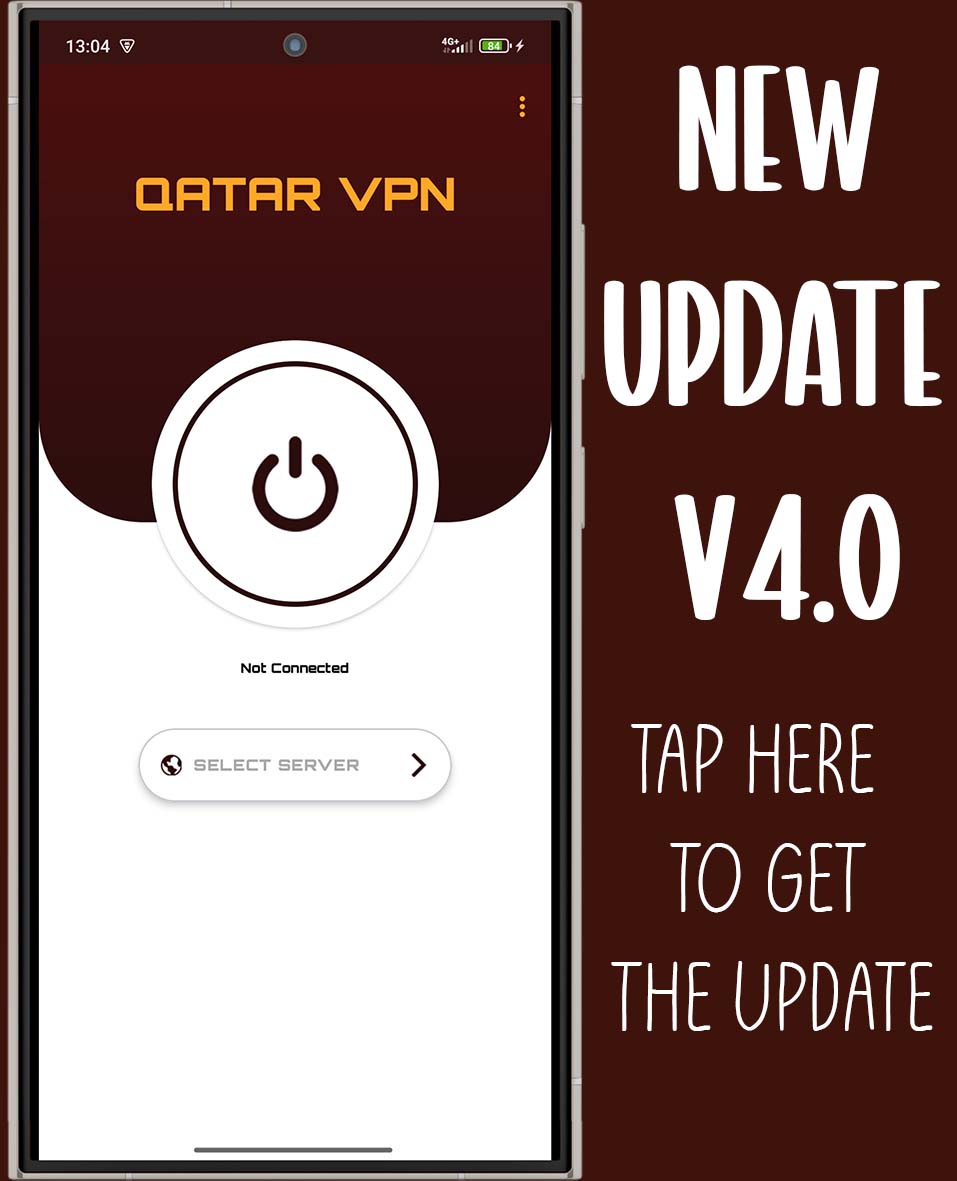 13:04
4G+
84
QATAR VPN
Not Connected
SELECT SERVER
NEW
UPDATE
V4.0
TAP HERE
TO GET
THE UPDATE